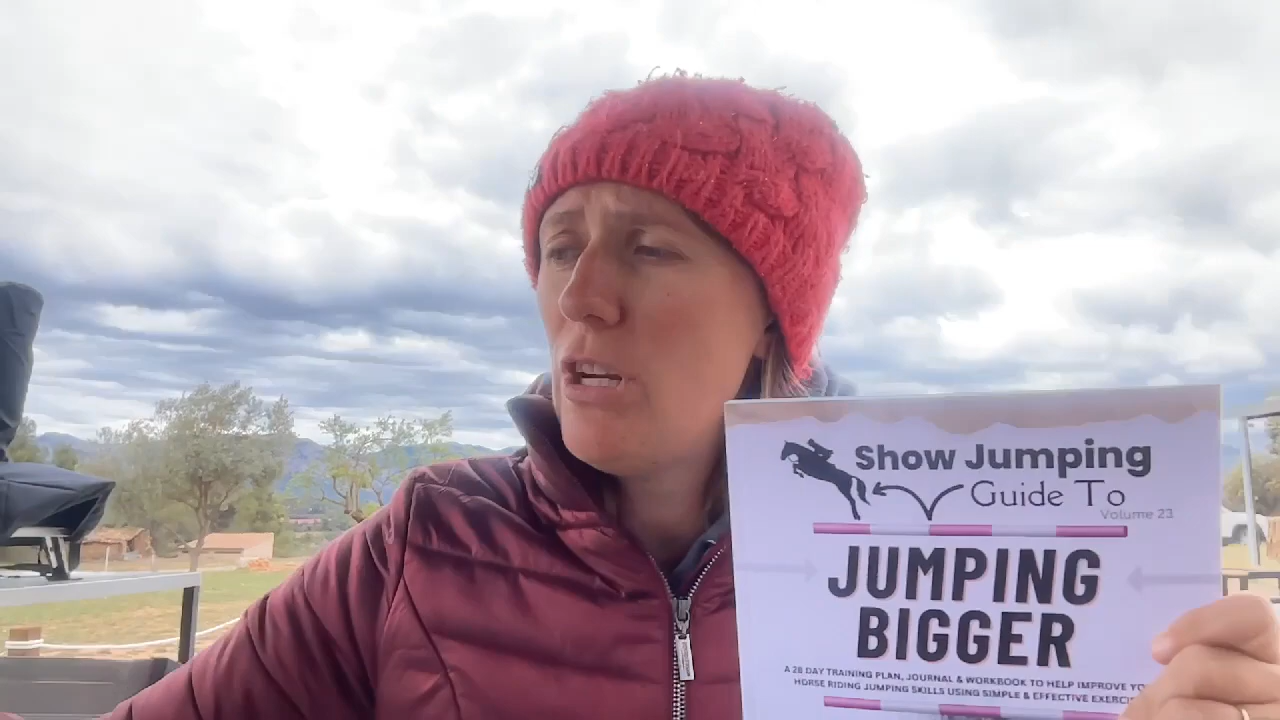 Show Jumping
Guide To
Volume 23
JUMPING
BIGGER
A 28 DAY TRAINING PLAN, JOURNAL & WORKBOOK TO HELP IMPROVE
HORSE RIDING JUMPING SKILLS USING SIMPLE & EFFECTIVE